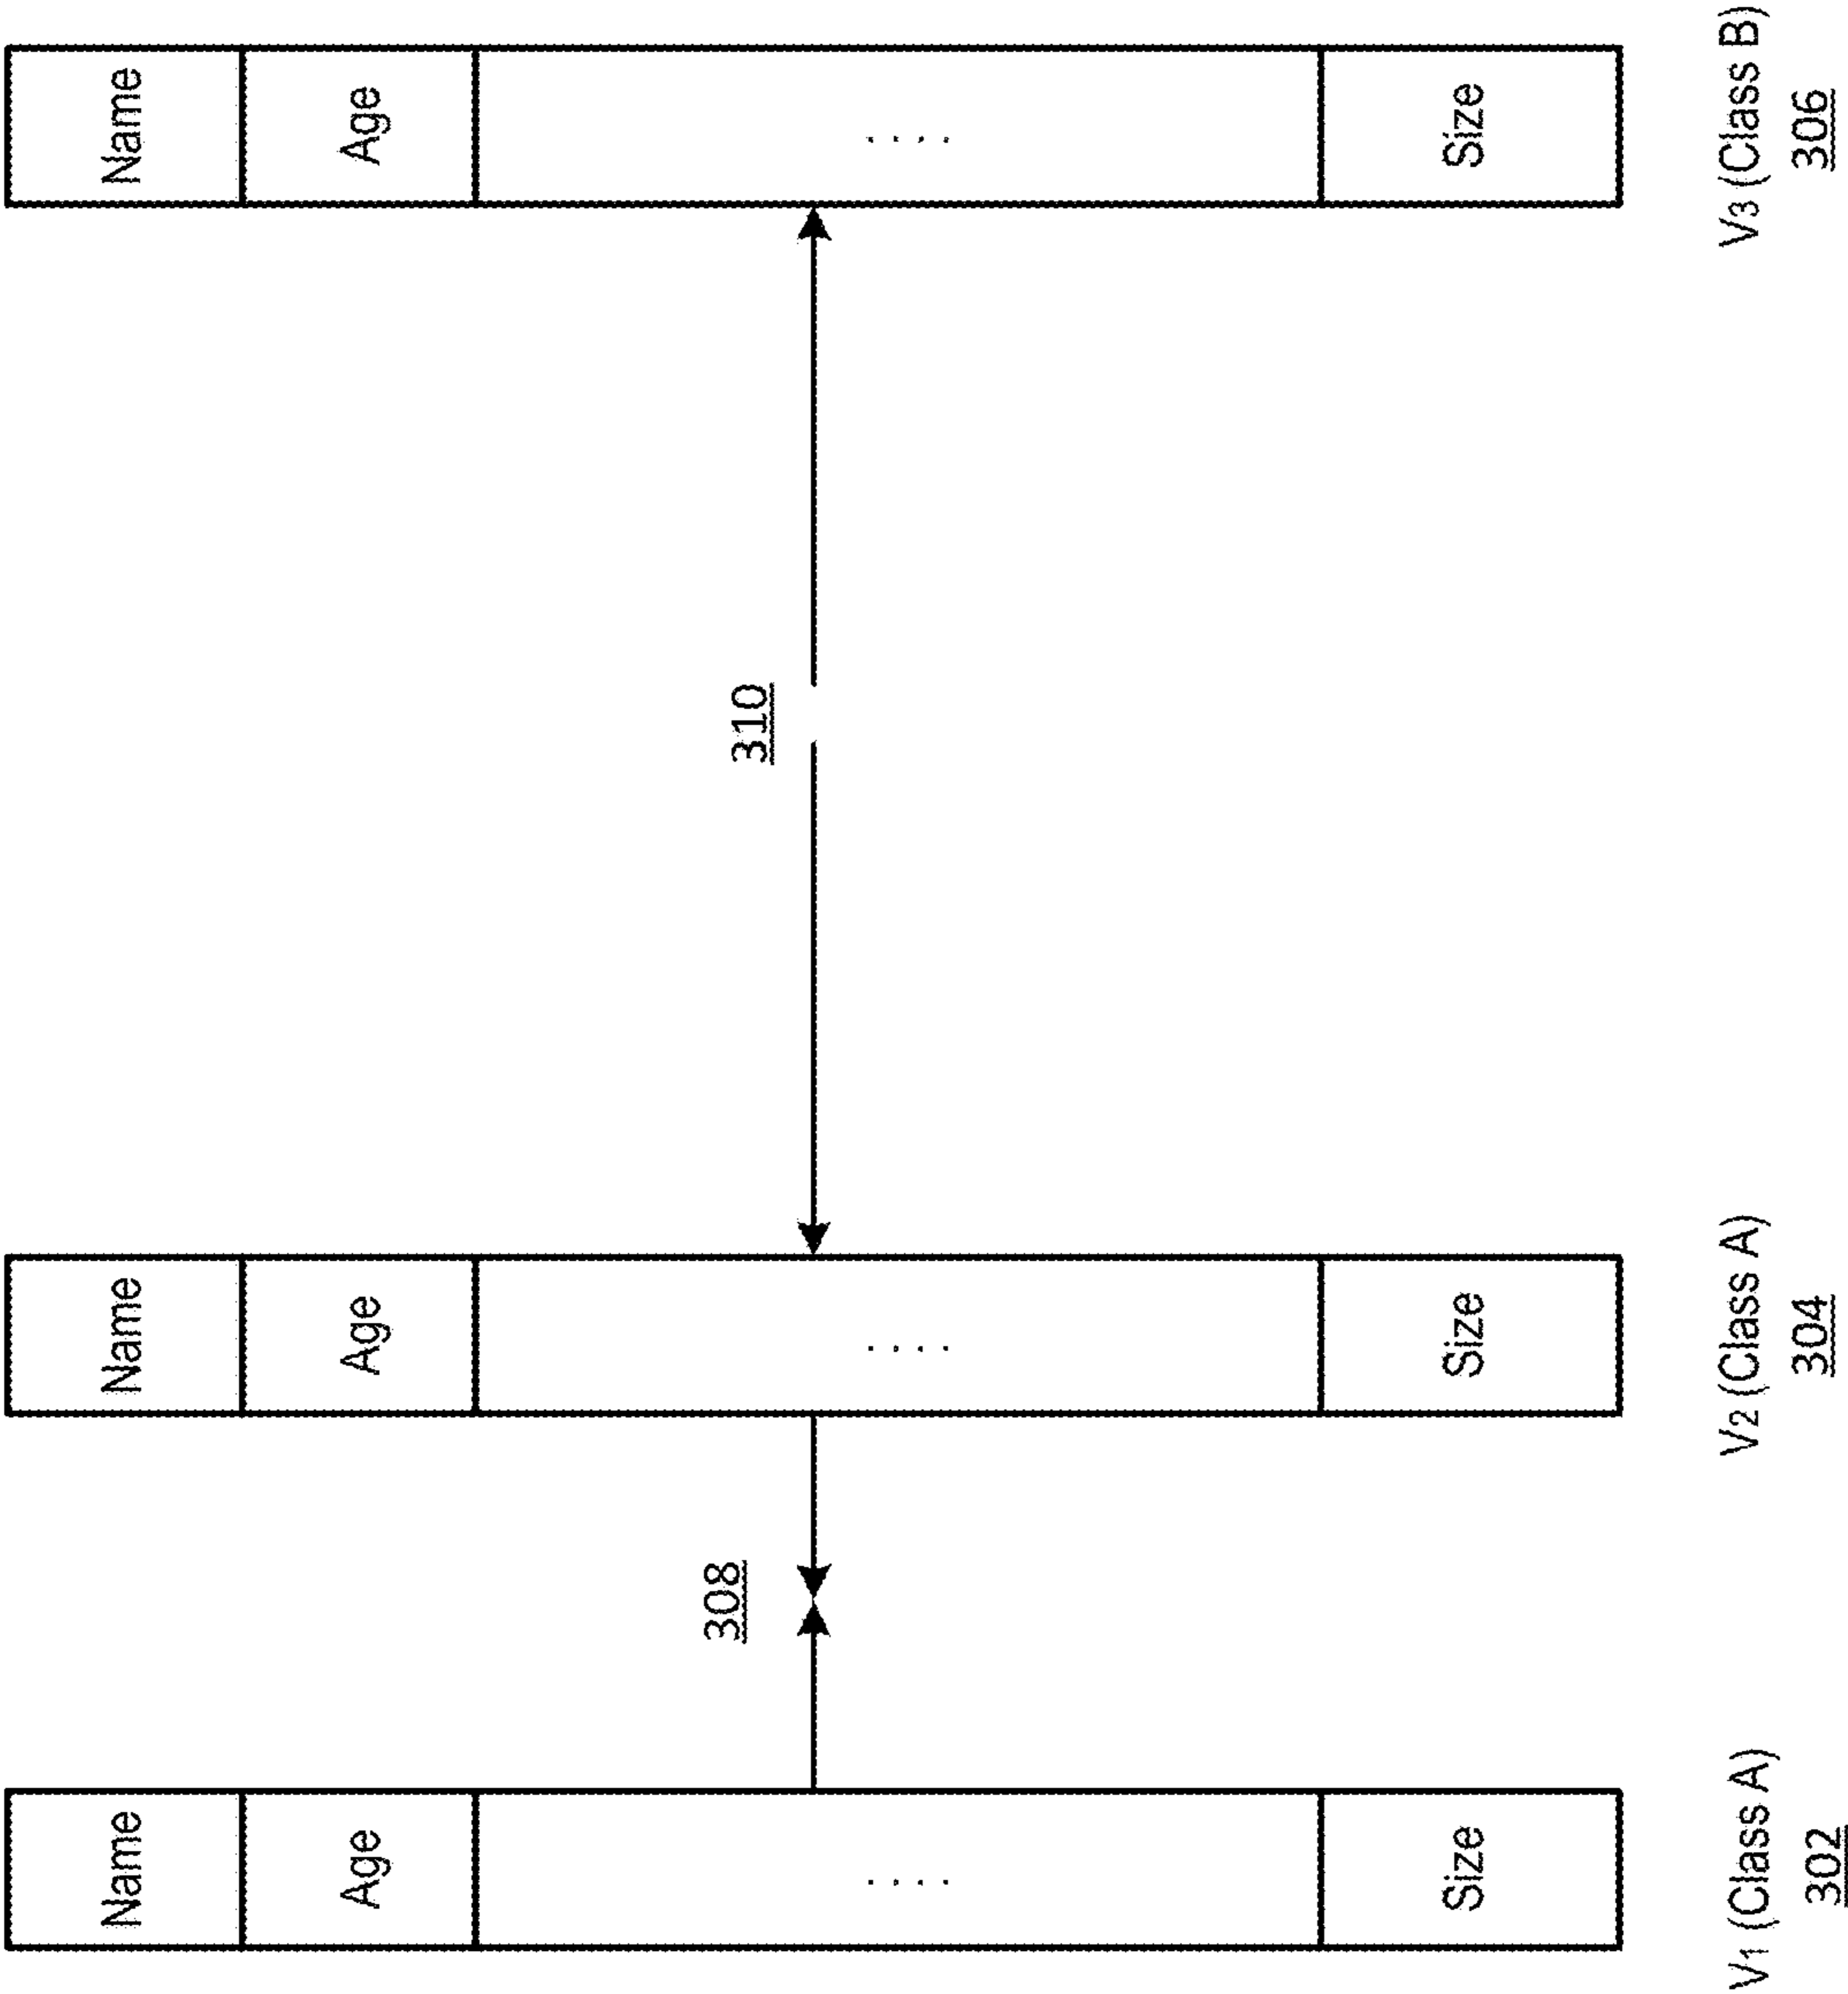 Name
Age
....
Size
V1 (Class A)
302
308
Name
Age
....
Size
V2 (Class A)
304
310
Name
Age
....
Size
V3 (Class B)
306